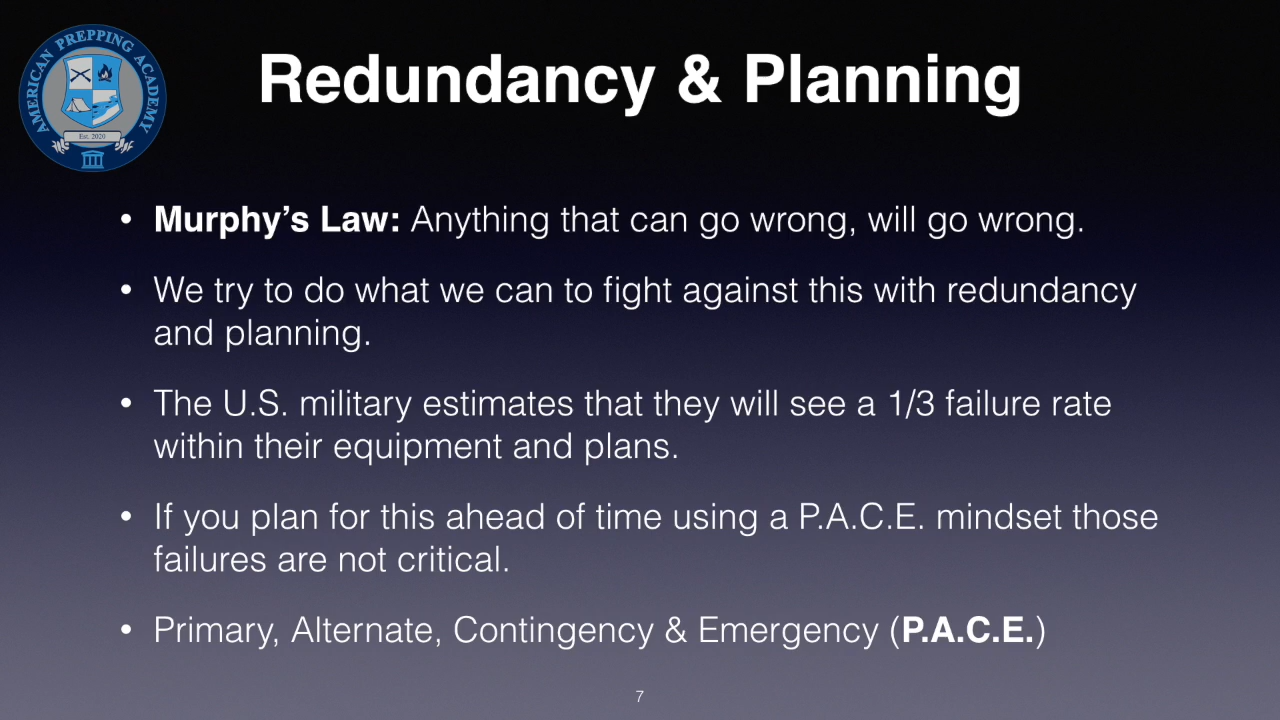 AMERICAN PREPPING ACADEMY
Est. 2020
Redundancy & Planning
• Murphy’s Law: Anything that can go wrong, will go wrong.
• We try to do what we can to fight against this with redundancy
and planning.
• The U.S. military estimates that they will see a 1/3 failure rate
within their equipment and plans.
• If you plan for this ahead of time using a P.A.C.E. mindset those
failures are not critical.
• Primary, Alternate, Contingency & Emergency (P.A.C.E.)
7